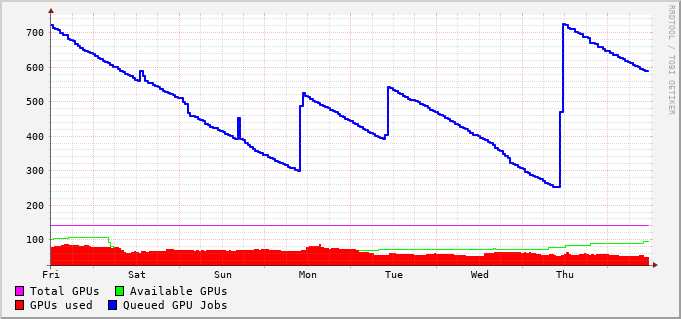 RRDTOOL / TOBI OETIKER
700
600
500
400
300
200
100
Fri Sat Sun Mon Tue Wed Thu
Total GPUs Available GPUs
GPUs used Queued GPU Jobs